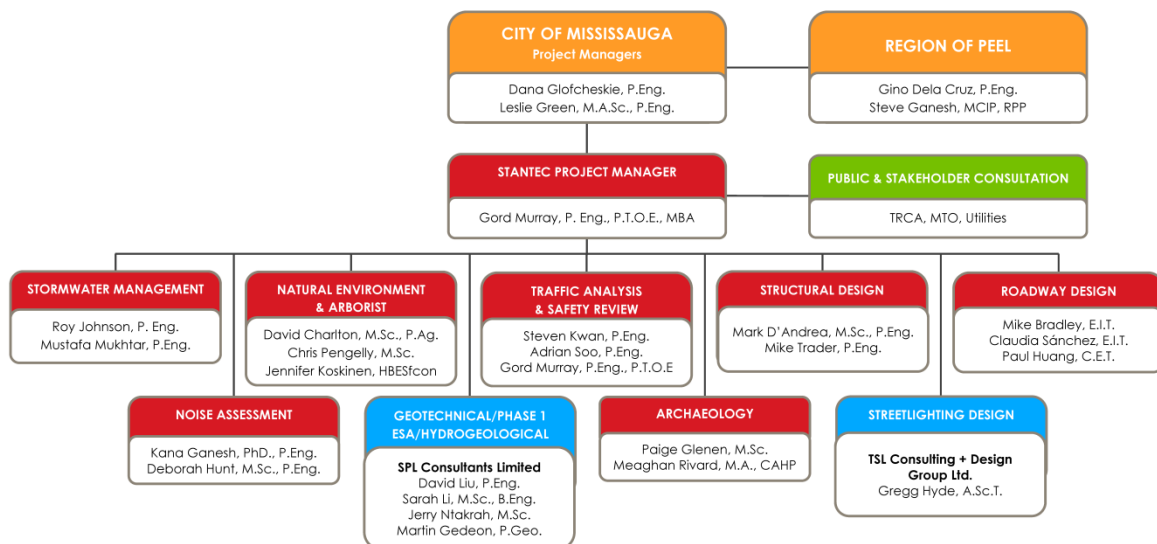 CITY OF MISSISSAUGA
Project Managers
Dana Glofcheskie, P.Eng.
Leslie Green, M.A.Sc., P.Eng.
REGION OF PEEL
Gino Dela Cruz, P.Eng.
Steve Ganesh, MCIP, RPP
STANTEC PROJECT MANAGER
Gord Murray, P. Eng., P.T.O.E., MBA
PUBLIC & STAKEHOLDER CONSULTATION
TRCA, MTO, Utilities
STORMWATER MANAGEMENT
Roy Johnson, P. Eng.
Mustafa Mukhtar, P.Eng.
NATURAL ENVIRONMENT
& ARBORIST
David Charlton, M.Sc., P.Ag.
Chris Pengelly, M.Sc.
Jennifer Koskinen, HBESfcon
TRAFFIC ANALYSIS
& SAFETY REVIEW
Steven Kwan, P.Eng.
Adrian Soo, P.Eng.
Gord Murray, P.Eng., P.T.O.E
STRUCTURAL DESIGN
Mark D'Andrea, M.Sc., P.Eng.
Mike Trader, P.Eng.
ROADWAY DESIGN
Mike Bradley, E.I.T.
Claudia Sánchez, E.I.T.
Paul Huang, C.E.T.
NOISE ASSESSMENT
Kana Ganesh, PhD., P.Eng.
Deborah Hunt, M.Sc., P.Eng.
GEOTECHNICAL/PHASE 1
ESA/HYDROGEOLOGICAL
SPL Consultants Limited
David Liu, P.Eng.
Sarah Li, M.Sc., B.Eng.
Jerry Ntakrah, M.Sc.
Martin Gedeon, P.Geo.
ARCHAEOLOGY
Paige Glenen, M.Sc.
Meaghan Rivard, M.A., CAHP
STREETLIGHTING DESIGN
TSL Consulting + Design
Group Ltd.
Gregg Hyde, A.Sc.T.